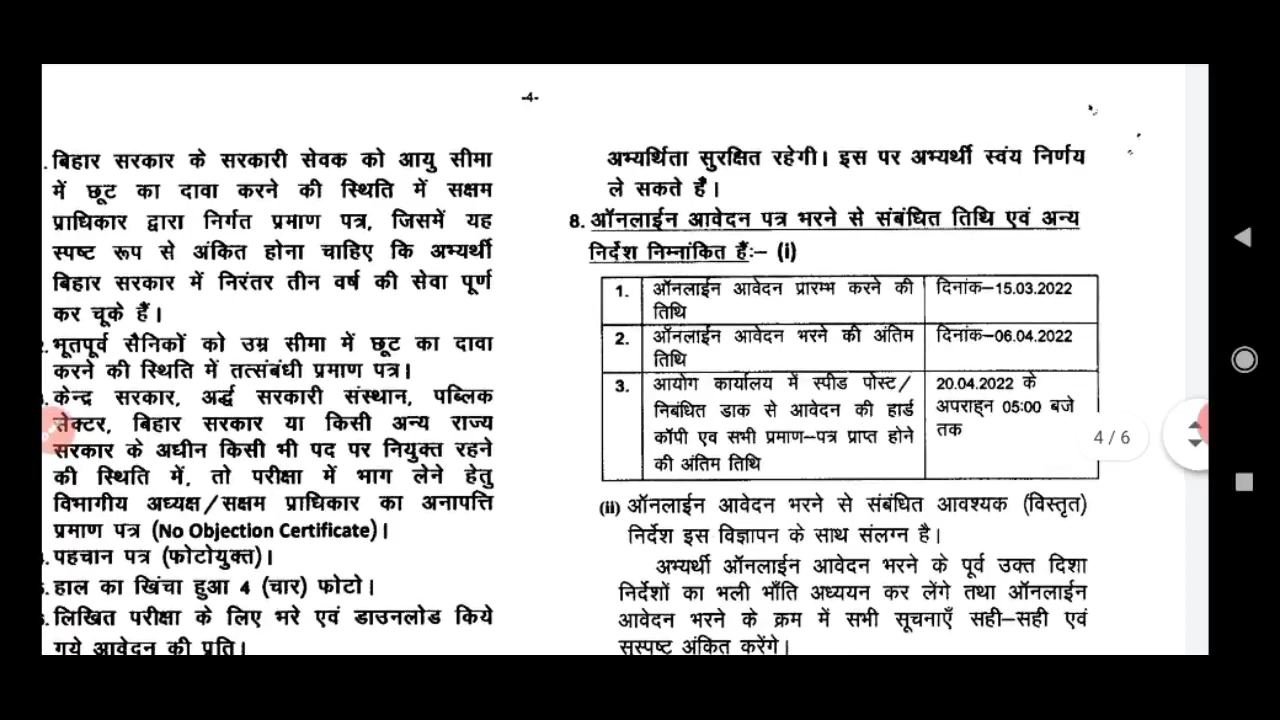 -4-
बिहार सरकार के सरकारी सेवक को आयु सीमा
में छूट का दावा करने की स्थिति में सक्षम
प्राधिकार द्वारा निर्गत प्रमाण पत्र, जिसमें यह
स्पष्ट रूप से अंकित होना चाहिए कि अभ्यर्थी
बिहार सरकार में निरंतर तीन वर्ष की सेवा पूर्ण
कर चूके हैं।
भूतपूर्व सैनिकों को उम्र सीमा में छूट का दावा
करने की स्थिति में तत्संबंधी प्रमाण पत्र।
केन्द्र सरकार, अर्द्ध सरकारी संस्थान, पब्लिक
सेक्टर, बिहार सरकार या किसी अन्य राज्य
सरकार के अधीन किसी भी पद पर नियुक्त रहने
की स्थिति में, तो परीक्षा में भाग लेने हेतु
विभागीय अध्यक्ष/सक्षम प्राधिकार का अनापत्ति
प्रमाण पत्र (No Objection Certificate)।
पहचान पत्र (फोटोयुक्त)।
हाल का खिंचा हुआ 4 (चार) फोटो।
लिखित परीक्षा के लिए भरे एवं डाउनलोड किये
गये आवेदन की प्रति।
अभ्यर्थिता सुरक्षित रहेगी। इस पर अभ्यर्थी स्वंय निर्णय
ले सकते हैं।
8. ऑनलाईन आवेदन पत्र भरने से संबंधित तिथि एवं अन्य
निर्देश निम्नांकित हैंः– (i)
1. ऑनलाईन आवेदन प्रारम्भ करने की दिनांक–15.03.2022
तिथि
2. ऑनलाईन आवेदन भरने की अंतिम दिनांक–06.04.2022
तिथि
3. आयोग कार्यालय में स्पीड पोस्ट/ 20.04.2022 के
निबंधित डाक से आवेदन की हार्ड अपराह्न 05:00 बजे
कॉपी एव सभी प्रमाण–पत्र प्राप्त होने तक
की अंतिम तिथि
(ii) ऑनलाईन आवेदन भरने से संबंधित आवश्यक (विस्तृत)
निर्देश इस विज्ञापन के साथ संलग्न है।
अभ्यर्थी ऑनलाईन आवेदन भरने के पूर्व उक्त दिशा
निर्देशों का भली भाँति अध्ययन कर लेंगे तथा ऑनलाईन
आवेदन भरने के क्रम में सभी सूचनाएँ सही–सही एवं
सुस्पष्ट अंकित करेंगे।
4 / 6